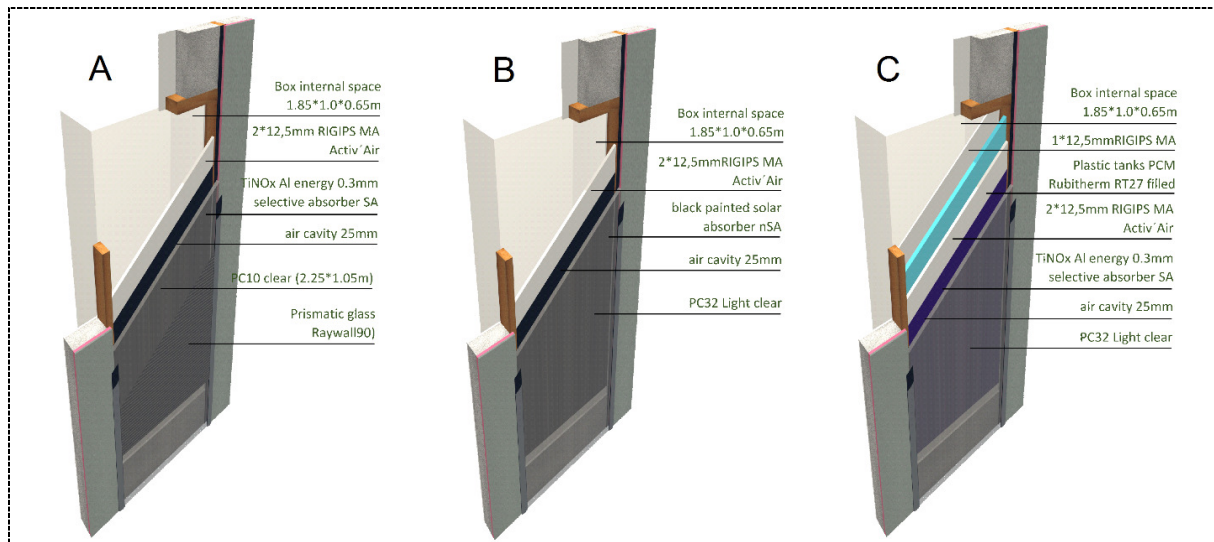 A
Box internal space
1.85*1.0*0.65m
2*12,5mm RIGIPS MA
Activ´Air
TiNOx Al energy 0.3mm
selective absorber SA
air cavity 25mm
PC10 clear (2.25*1.05m)
Prismatic glass
Raywall90)
B
Box internal space
1.85*1.0*0.65m
2*12,5mmRIGIPS MA
Activ´Air
black painted solar
absorber nSA
air cavity 25mm
PC32 Light clear
C
Box internal space
1.85*1.0*0.65m
1*12,5mmRIGIPS MA
Plastic tanks PCM
Rubitherm RT27 filled
2*12,5mm RIGIPS MA
Activ´Air
TiNOx Al energy 0.3mm
selective absorber SA
air cavity 25mm
PC32 Light clear